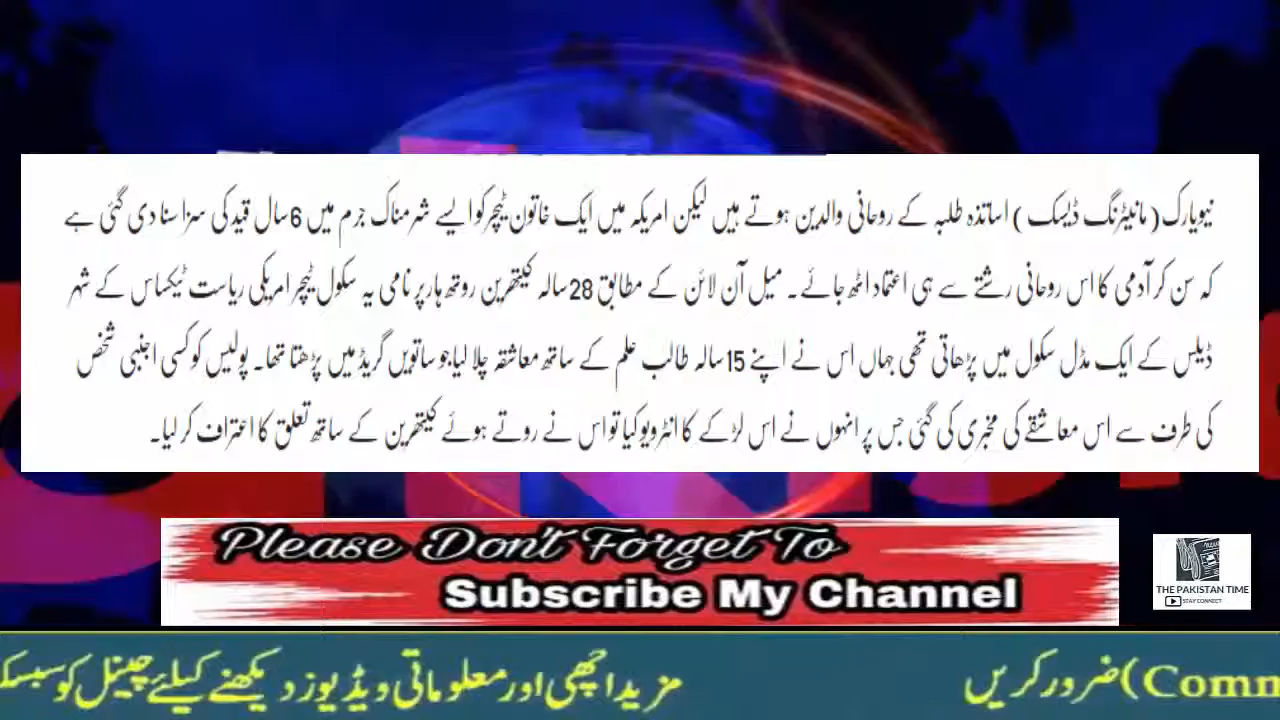 نیویارک(مانیٹرنگ ڈیسک) اساتذہ طلبہ کے روحانی والدین ہوتے ہیں لیکن امریکہ میں ایک خاتون ٹیچر کو ایسے شرمناک جرم میں 6سال قید کی سزا سنا دی گئی ہے
کہ سن کر آدمی کا اس روحانی رشتے سے ہی اعتماد اٹھ جائے۔ میل آن لائن کے مطابق 28سالہ کیتھرین روتھ ہارپر نامی یہ سکول ٹیچر امریکی ریاست ٹیکساس کے شہر
ڈیلس کے ایک مڈل سکول میں پڑھاتی تھی جہاں اس نے اپنے 15سالہ طالب علم کے ساتھ معاشقہ چلا لیا جو ساتویں گریڈ میں پڑھتا تھا۔ پولیس کو کسی اجنبی شخص
کی طرف سے اس معاشقے کی مخبری کی گئی جس پر انہوں نے اس لڑکے کا انٹرویو کیا تو اس نے روتے ہوئے کیتھرین کے ساتھ تعلق کا اعتراف کر لیا۔
Please Don't Forget To
Subscribe My Channel
THE PAKISTAN TIME
STAY CONNECT
Comm)ضرور کریں
مزید اچھی اور معلوماتی ویڈیوز دیکھنے کیلئے چینل کو سبسک